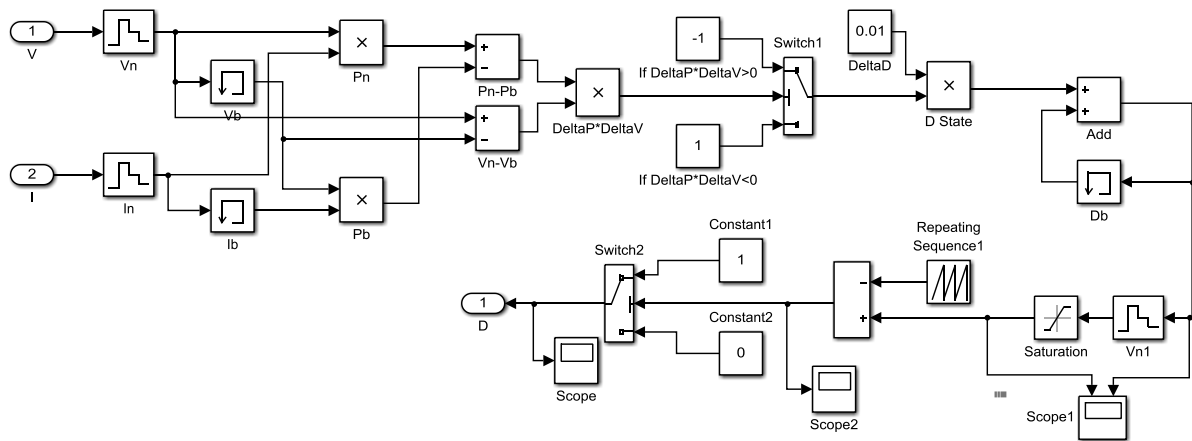 1
V
Vn
Vb
2
I
In
Ib
×
Pn
×
Pb
+
−
Pn-Pb
+
−
Vn-Vb
×
DeltaP*DeltaV
-1
If DeltaP*DeltaV>0
1
If DeltaP*DeltaV<0
Switch1
0.01
DeltaD
×
D State
+
+
Add
Db
Repeating
Sequence1
−
+
Saturation
Vn1
Scope1
Scope2
Constant1
1
Constant2
0
Switch2
1
D
Scope